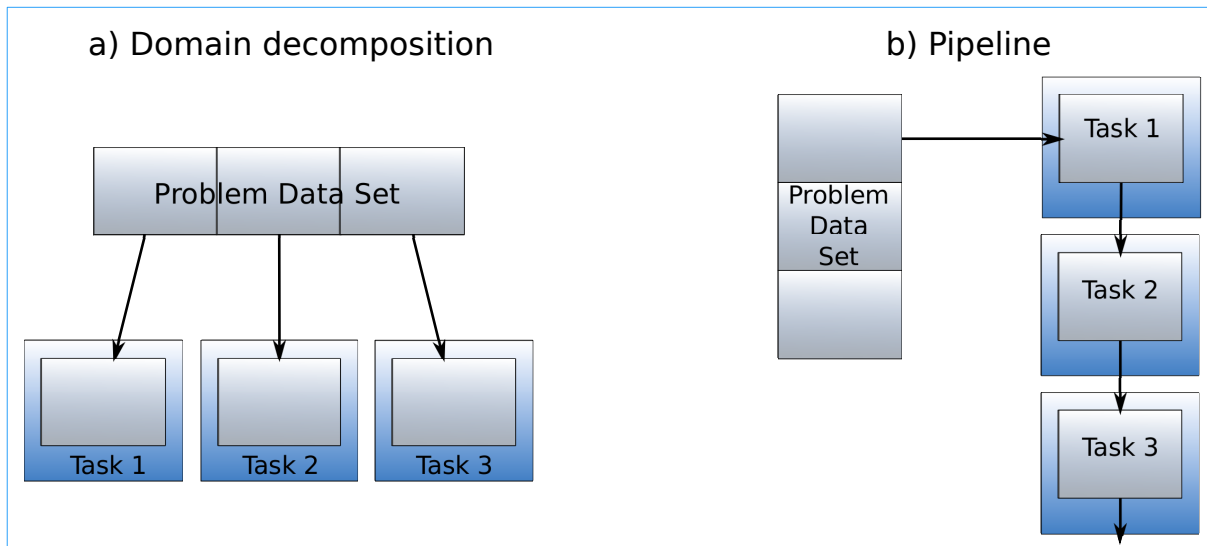 a) Domain decomposition
Problem Data Set
Task 1
Task 2
Task 3
b) Pipeline
Problem
Data
Set
Task 1
Task 2
Task 3